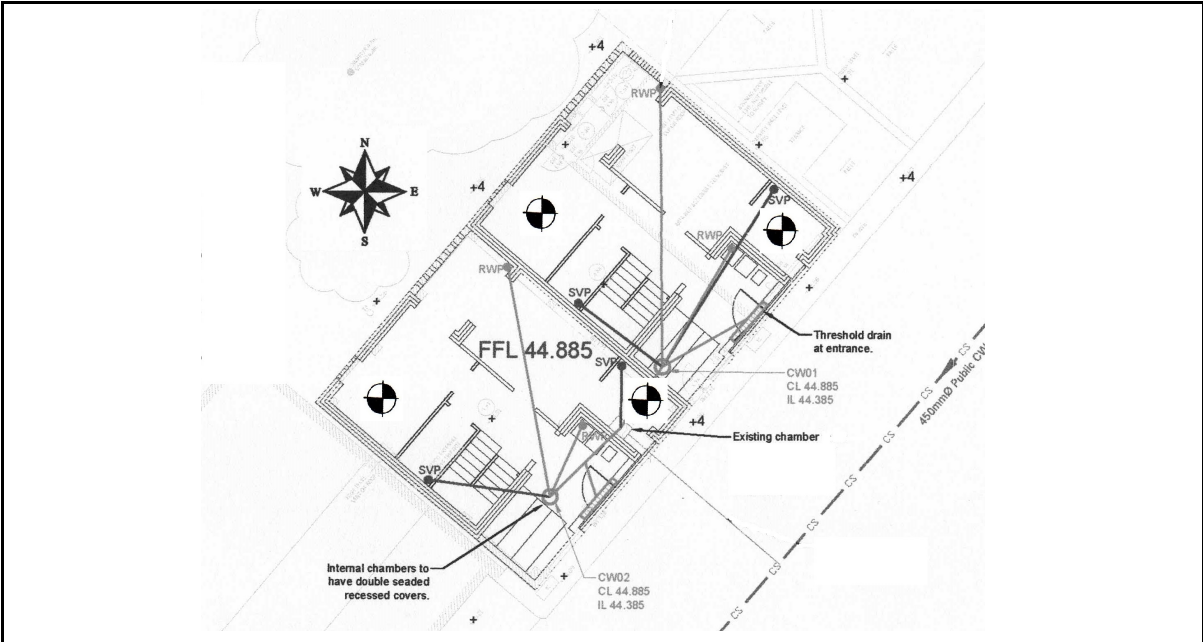 +4
RWP
N
W
E
S
+4
+4
SVP
RWP
RWP
SVP
Threshold drain
at entrance.
FFL 44.885
SVP
CW01
CL 44.885
IL 44.385
CS
450mmØ Public CW
CS
+4
Existing chamber
CS
RWP
SVP
CS
CS
Internal chambers to
have double seaded
recessed covers.
CW02
CL 44.885
IL 44.385
CS
CS